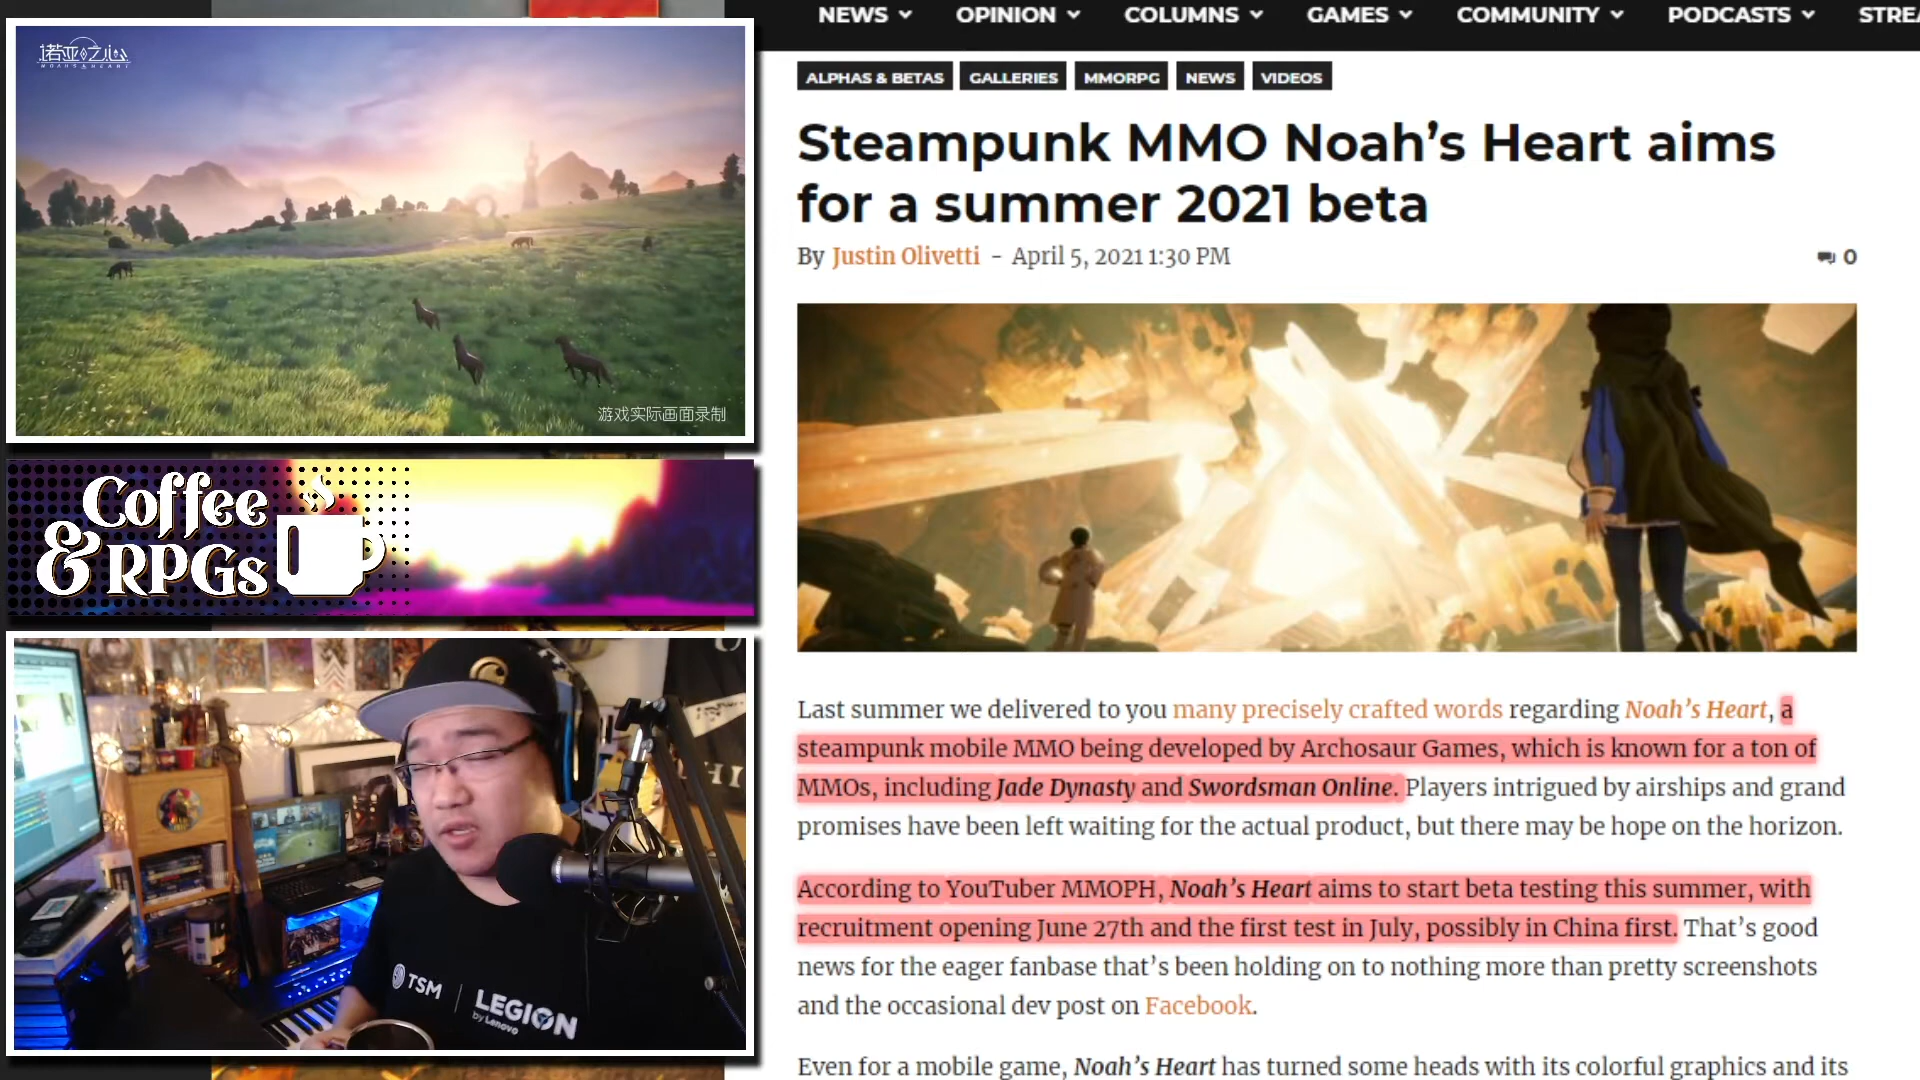 诺亚之心
NOAH'S HEART
游戏实际画面录制
Coffee
& RPGs
TSM | LEGION
by Lenovo
NEWS OPINION COLUMNS GAMES COMMUNITY PODCASTS STREA
ALPHAS & BETAS GALLERIES MMORPG NEWS VIDEOS
Steampunk MMO Noah’s Heart aims
for a summer 2021 beta
By Justin Olivetti - April 5, 2021 1:30 PM 0
Last summer we delivered to you many precisely crafted words regarding Noah’s Heart, a
steampunk mobile MMO being developed by Archosaur Games, which is known for a ton of
MMOs, including Jade Dynasty and Swordsman Online. Players intrigued by airships and grand
promises have been left waiting for the actual product, but there may be hope on the horizon.
According to YouTuber MMOPH, Noah’s Heart aims to start beta testing this summer, with
recruitment opening June 27th and the first test in July, possibly in China first. That’s good
news for the eager fanbase that’s been holding on to nothing more than pretty screenshots
and the occasional dev post on Facebook.
Even for a mobile game, Noah’s Heart has turned some heads with its colorful graphics and its